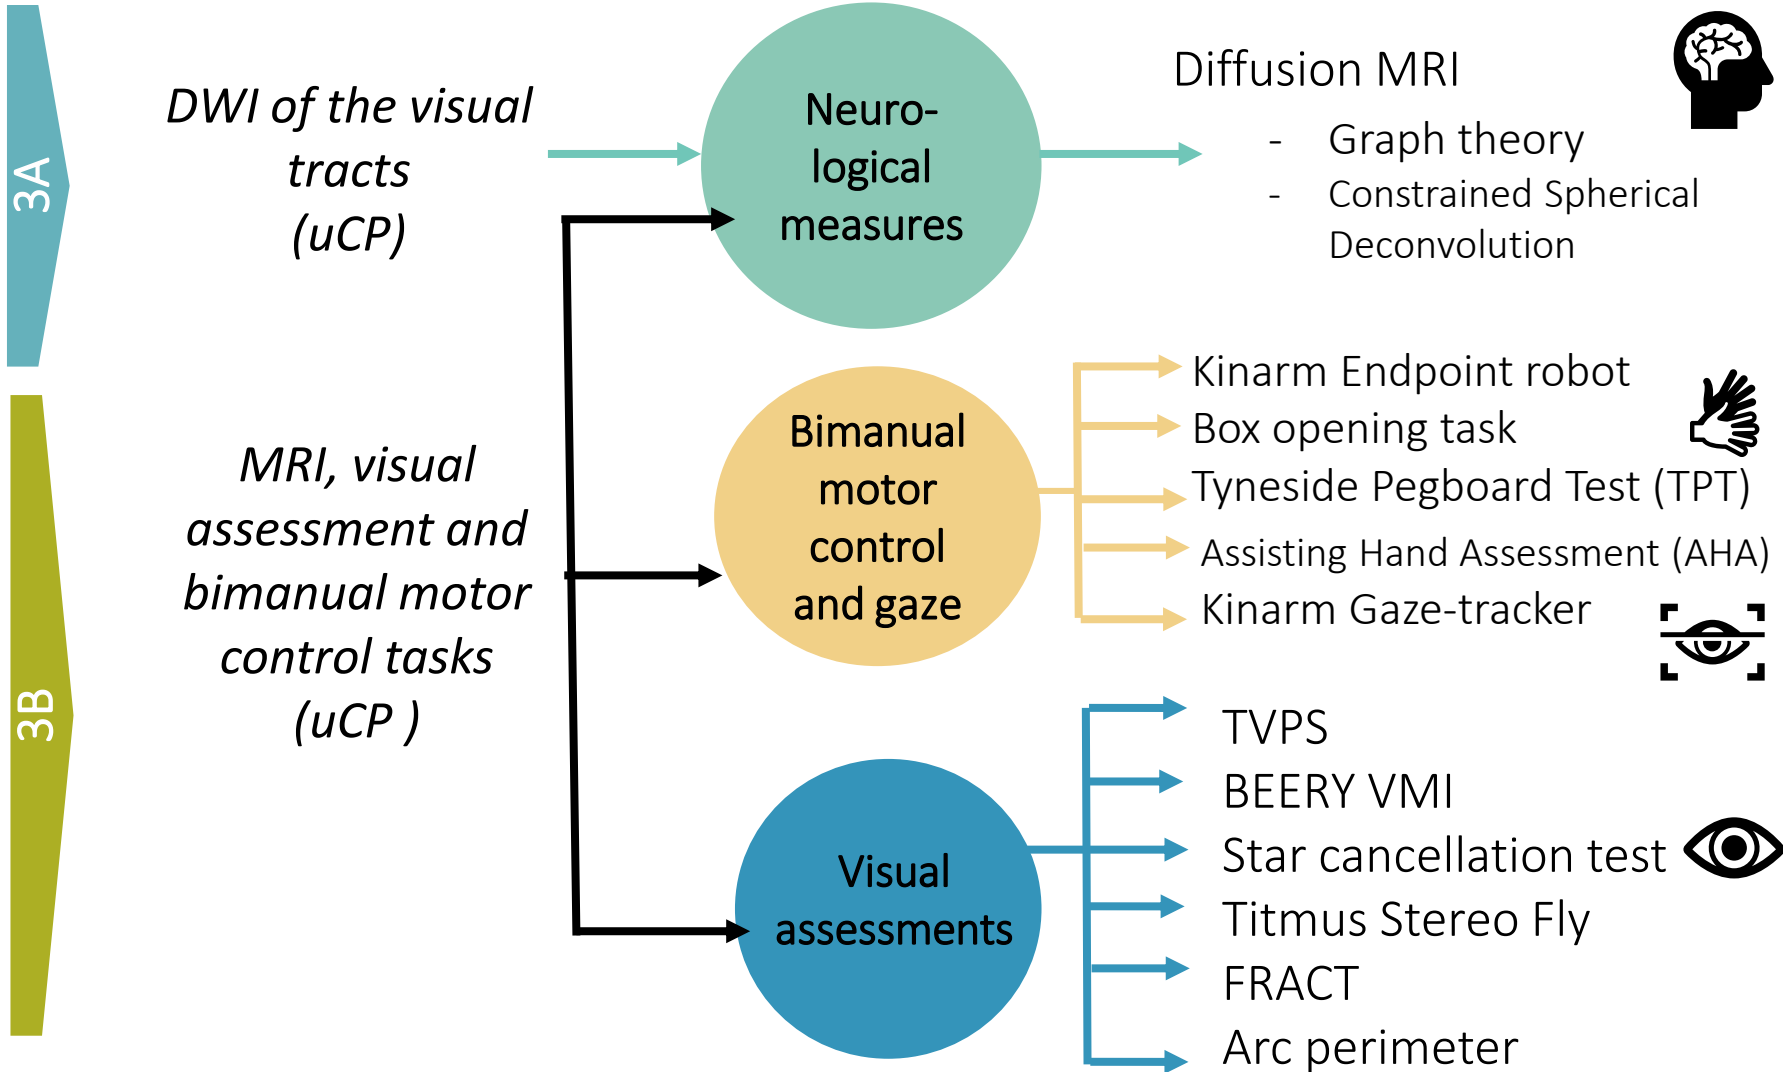 3A
DWI of the visual
tracts
(uCP)
Neuro-
logical
measures
Diffusion MRI
- Graph theory
- Constrained Spherical
Deconvolution
3B
MRI, visual
assessment and
bimanual motor
control tasks
(uCP )
Bimanual
motor
control
and gaze
Kinarm Endpoint robot
Box opening task
Tyneside Pegboard Test (TPT)
Assisting Hand Assessment (AHA)
Kinarm Gaze-tracker
Visual
assessments
TVPS
BEERY VMI
Star cancellation test
Titmus Stereo Fly
FRACT
Arc perimeter